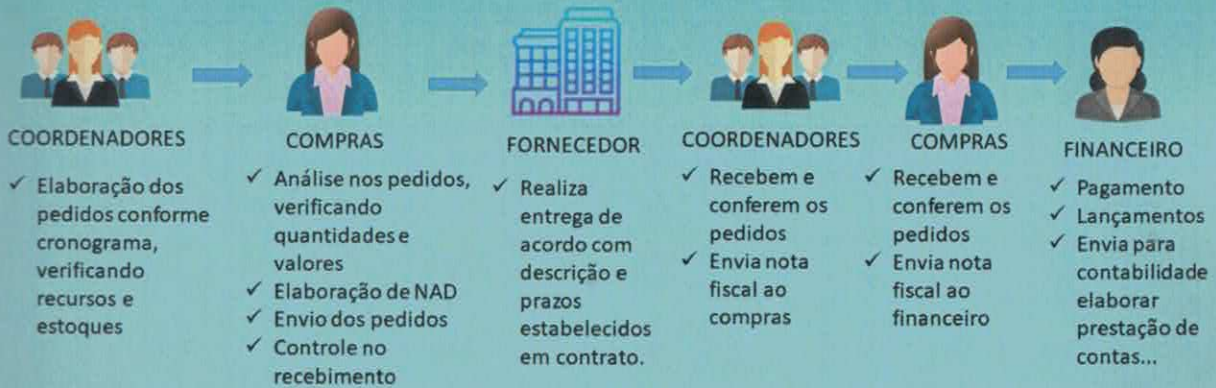 COORDENADORES
✓ Elaboração dos
pedidos conforme
cronograma,
verificando
recursos e
estoques
COMPRAS
✓ Análise nos pedidos,
verificando
quantidades e
valores
✓ Elaboração de NAD
✓ Envio dos pedidos
✓ Controle no
recebimento
FORNECEDOR
✓ Realiza
entrega de
acordo com
descrição e
prazos
estabelecidos
em contrato.
COORDENADORES
✓ Recebem e
conferem os
pedidos
✓ Envia nota
fiscal ao
compras
COMPRAS
✓ Recebem e
conferem os
pedidos
✓ Envia nota
fiscal ao
financeiro
FINANCEIRO
✓ Pagamento
✓ Lançamentos
✓ Envia para
contabilidade
elaborar
prestação de
contas...